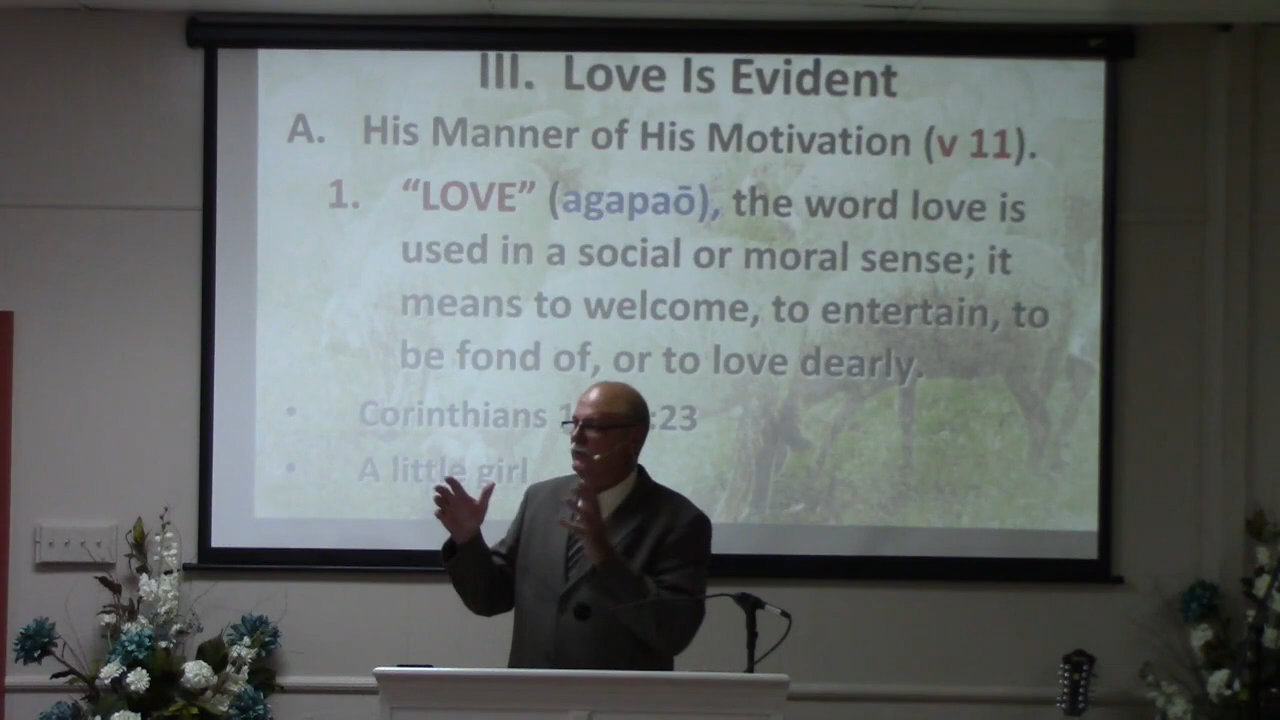 III. Love Is Evident
A. His Manner of His Motivation (v 11).
1. “LOVE” (agapaō), the word love is
used in a social or moral sense; it
means to welcome, to entertain, to
be fond of, or to love dearly.
• Corinthians 1 :23
• A little girl